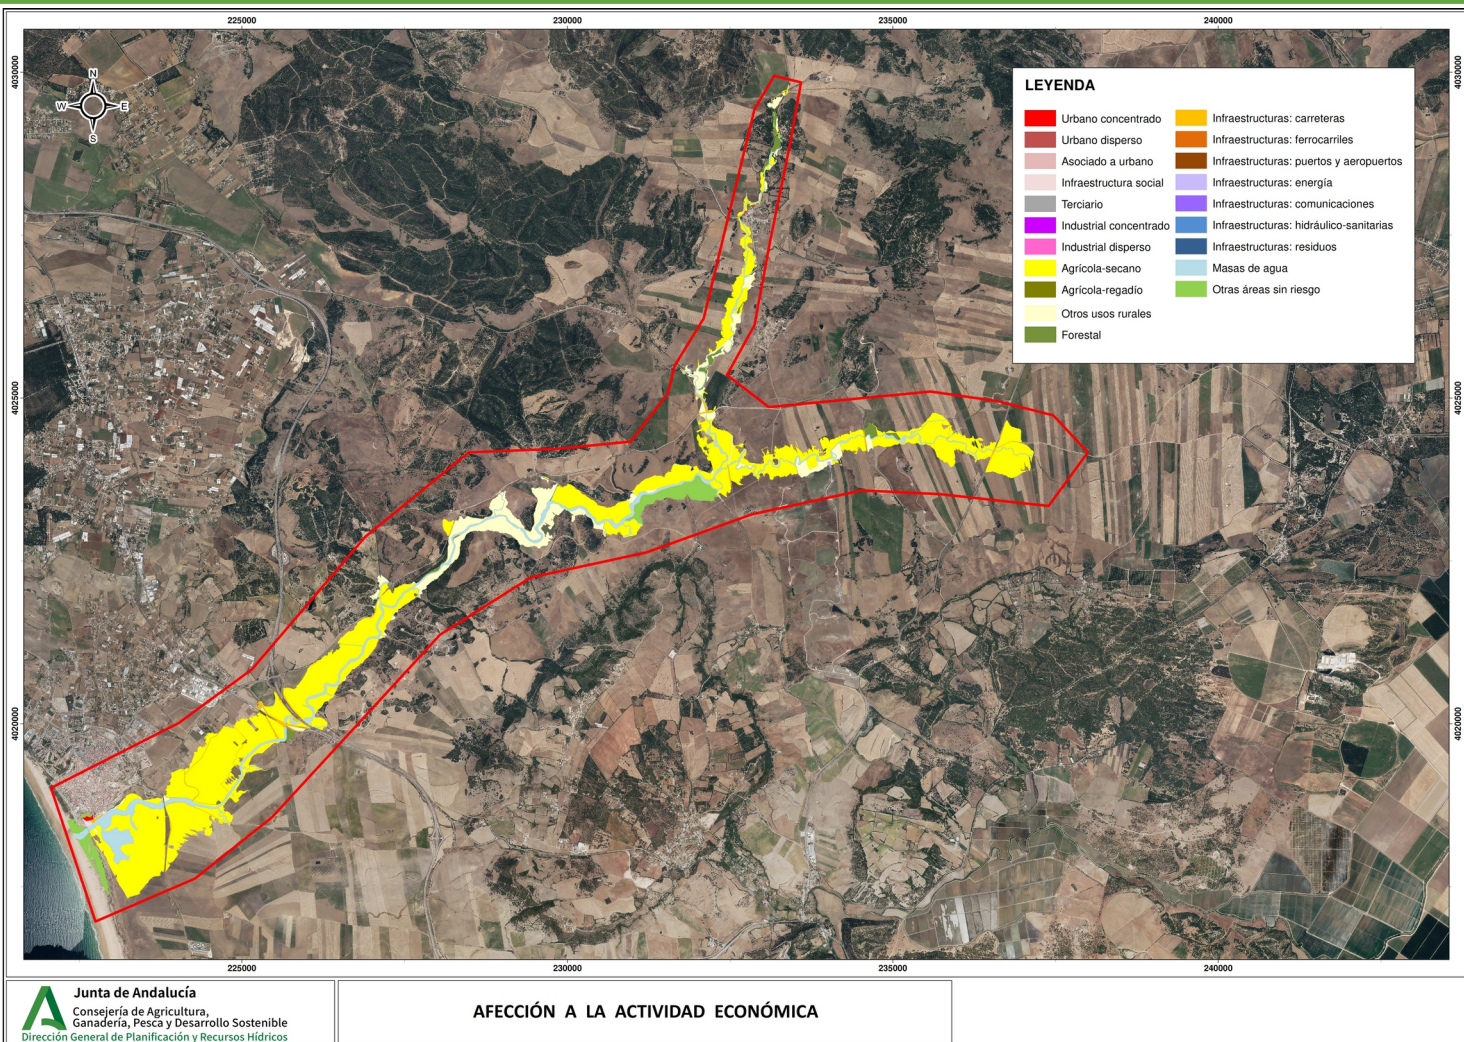 225000
230000
235000
240000
4030000
4030000
N
W
E
S
LEYENDA
Urbano concentrado
Urbano disperso
Asociado a urbano
Infraestructura social
Terciario
Industrial concentrado
Industrial disperso
Agrícola-secano
Agrícola-regadío
Otros usos rurales
Forestal
Infraestructuras: carreteras
Infraestructuras: ferrocarriles
Infraestructuras: puertos y aeropuertos
Infraestructuras: energía
Infraestructuras: comunicaciones
Infraestructuras: hidráulico-sanitarias
Infraestructuras: residuos
Masas de agua
Otras áreas sin riesgo
4025000
4025000
4020000
4020000
225000
230000
235000
240000
Junta de Andalucía
Consejería de Agricultura,
Ganadería, Pesca y Desarrollo Sostenible
Dirección General de Planificación y Recursos Hídricos
AFECCIÓN A LA ACTIVIDAD ECONÓMICA